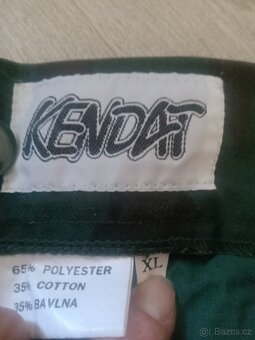 KENDAT
65% POLYESTER
35% COTTON
35% BAVLNA
XL
Bazos.cz